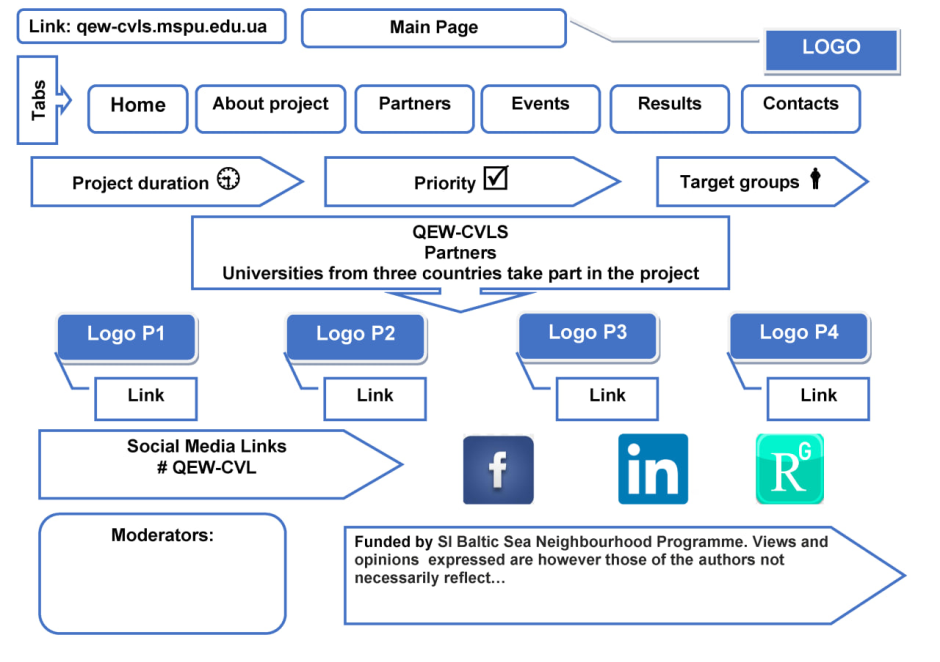 Link: qew-cvls.mspu.edu.ua
Main Page
LOGO
Tabs
Home
About project
Partners
Events
Results
Contacts
Project duration
Priority
Target groups
QEW-CVLS
Partners
Universities from three countries take part in the project
Logo P1
Logo P2
Logo P3
Logo P4
Link
Link
Link
Link
Social Media Links
# QEW-CVL
f
in
RG
Moderators:
Funded by SI Baltic Sea Neighbourhood Programme. Views and
opinions expressed are however those of the authors not
necessarily reflect…